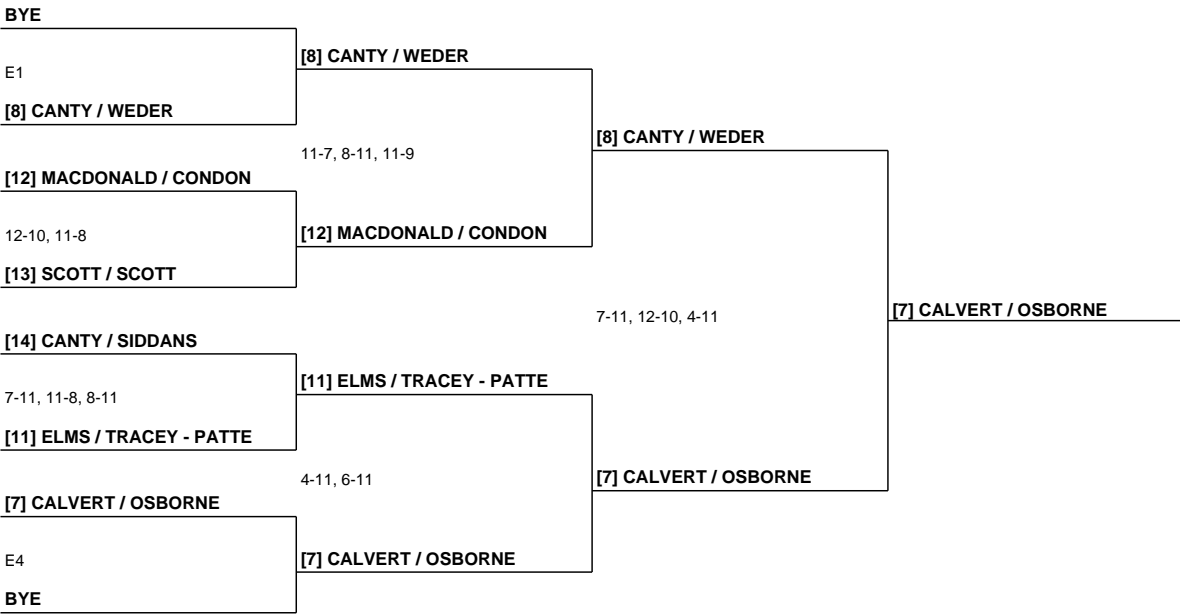 BYE
E1
[8] CANTY / WEDER
[12] MACDONALD / CONDON
12-10, 11-8
[13] SCOTT / SCOTT
[14] CANTY / SIDDANS
7-11, 11-8, 8-11
[11] ELMS / TRACEY - PATTE
[7] CALVERT / OSBORNE
E4
BYE
[8] CANTY / WEDER
11-7, 8-11, 11-9
[12] MACDONALD / CONDON
[11] ELMS / TRACEY - PATTE
4-11, 6-11
[7] CALVERT / OSBORNE
[8] CANTY / WEDER
7-11, 12-10, 4-11
[7] CALVERT / OSBORNE
[7] CALVERT / OSBORNE